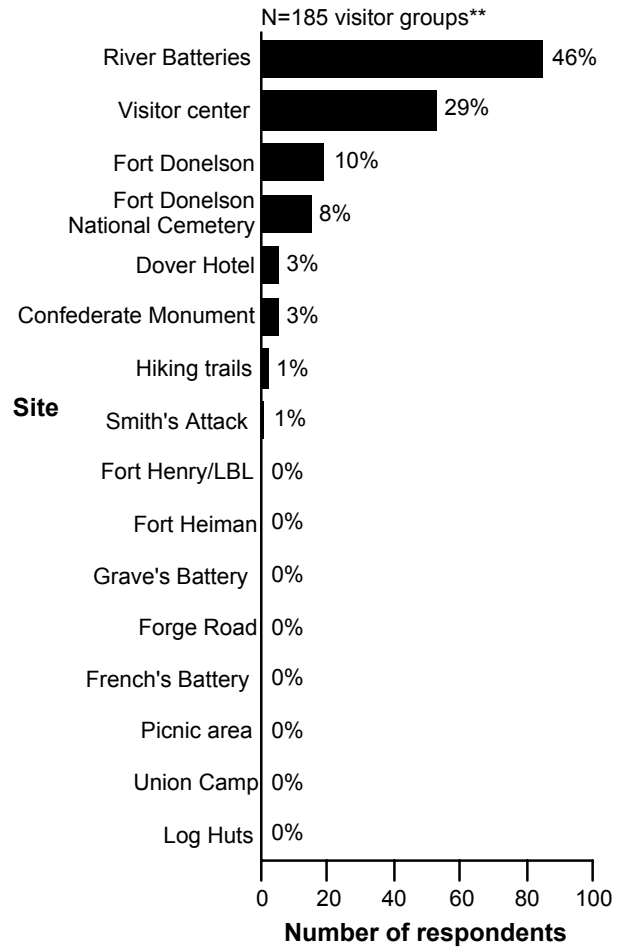 N=185 visitor groups**
River Batteries 46%
Visitor center 29%
Fort Donelson 10%
Fort Donelson
National Cemetery 8%
Dover Hotel 3%
Confederate Monument 3%
Hiking trails 1%
Site
Smith's Attack 1%
Fort Henry/LBL 0%
Fort Heiman 0%
Grave's Battery 0%
Forge Road 0%
French's Battery 0%
Picnic area 0%
Union Camp 0%
Log Huts 0%
0 20 40 60 80 100
Number of respondents